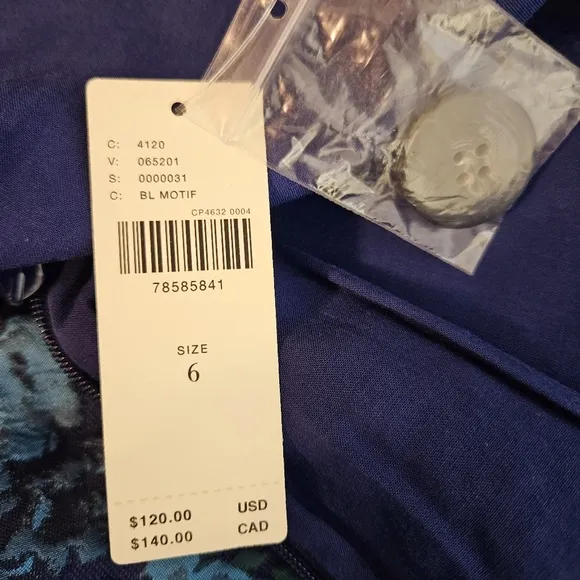 C: 4120
V: 065201
S: 0000031
C: BL MOTIF
CP4632 0004
78585841
SIZE
6
$120.00 USD
$140.00 CAD